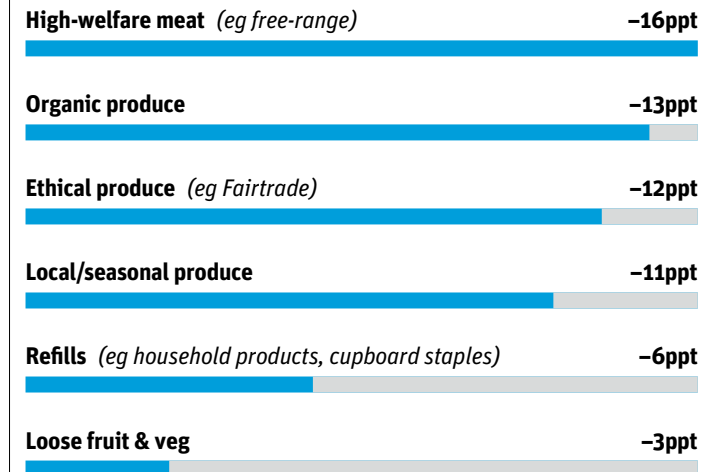 High-welfare meat (eg free-range) –16ppt
Organic produce –13ppt
Ethical produce (eg Fairtrade) –12ppt
Local/seasonal produce –11ppt
Refills (eg household products, cupboard staples) –6ppt
Loose fruit & veg –3ppt